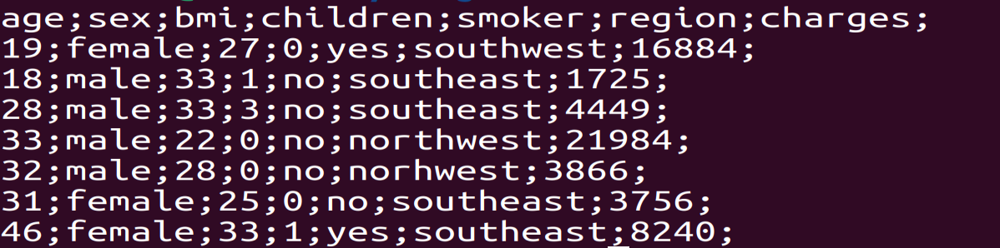 age;sex;bmi;children;smoker;region;charges;
19;female;27;0;yes;southwest;16884;
18;male;33;1;no;southeast;1725;
28;male;33;3;no;southeast;4449;
33;male;22;0;no;northwest;21984;
32;male;28;0;no;norhwest;3866;
31;female;25;0;no;southeast;3756;
46;female;33;1;yes;southeast;8240;